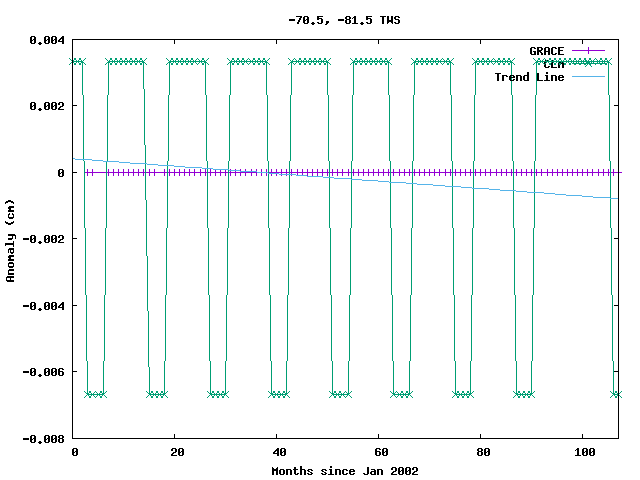 -70.5, -81.5 TWS
0.004
0.002
0
-0.002
-0.004
-0.006
-0.008
Anomaly (cm)
GRACE
CLM
Trend Line
0 20 40 60 80 100
Months since Jan 2002